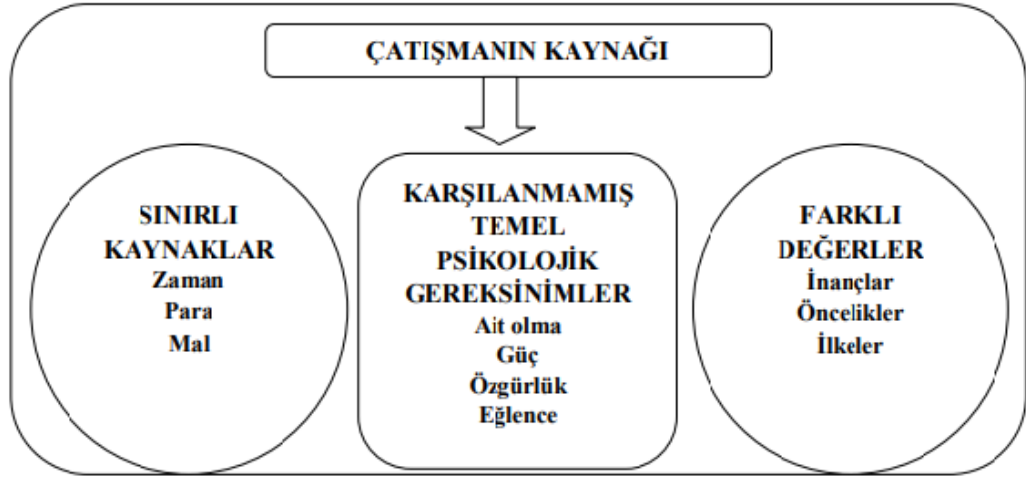 ÇATIŞMANIN KAYNAĞI
SINIRLI
KAYNAKLAR
Zaman
Para
Mal
KARŞILANMAMIŞ
TEMEL
PSİKOLOJİK
GEREKSİNİMLER
Ait olma
Güç
Özgürlük
Eğlence
FARKLI
DEĞERLER
İnançlar
Öncelikler
İlkeler